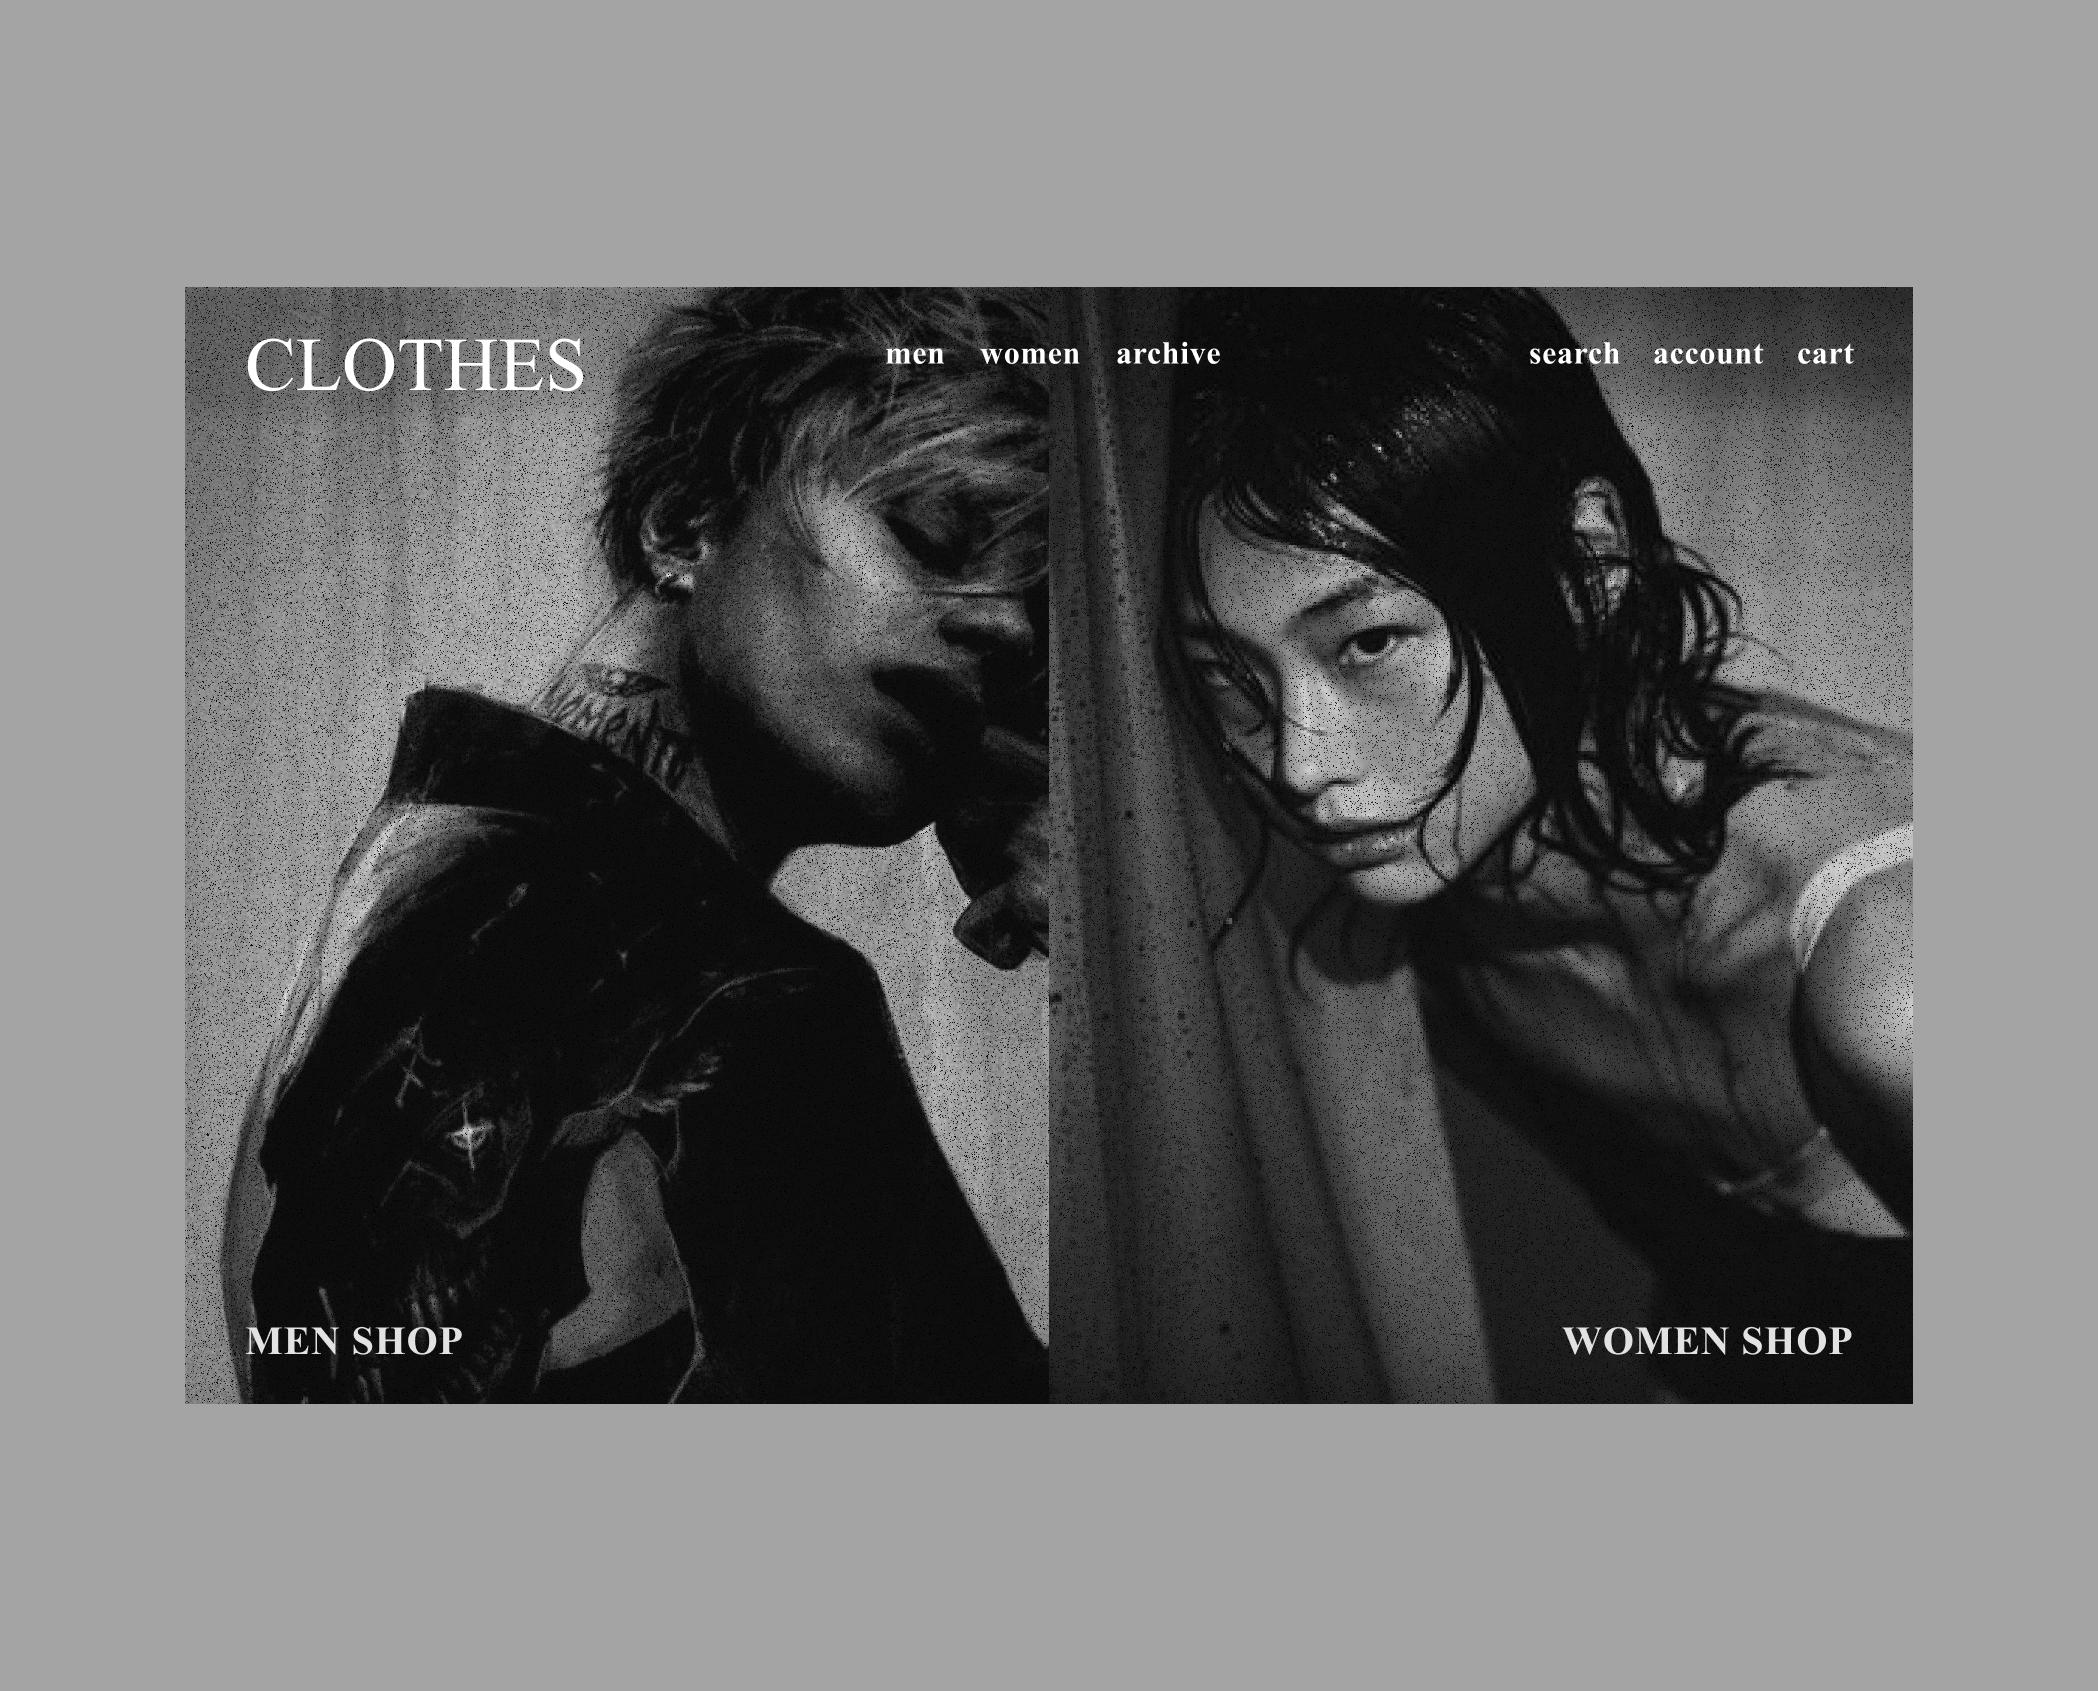 CLOTHES
men women archive
search account cart
MEN SHOP
WOMEN SHOP